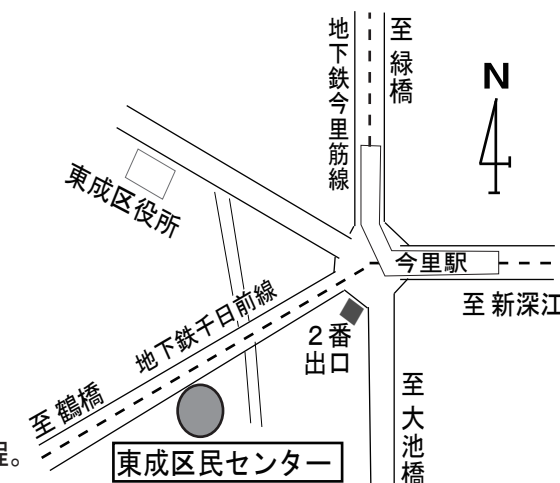 地下鉄今里筋線
至 緑橋
N
東成区役所
今里駅
至 新深江
地下鉄千日前線
2番
出口
至 鶴橋
至 大池橋
程。
東成区民センター